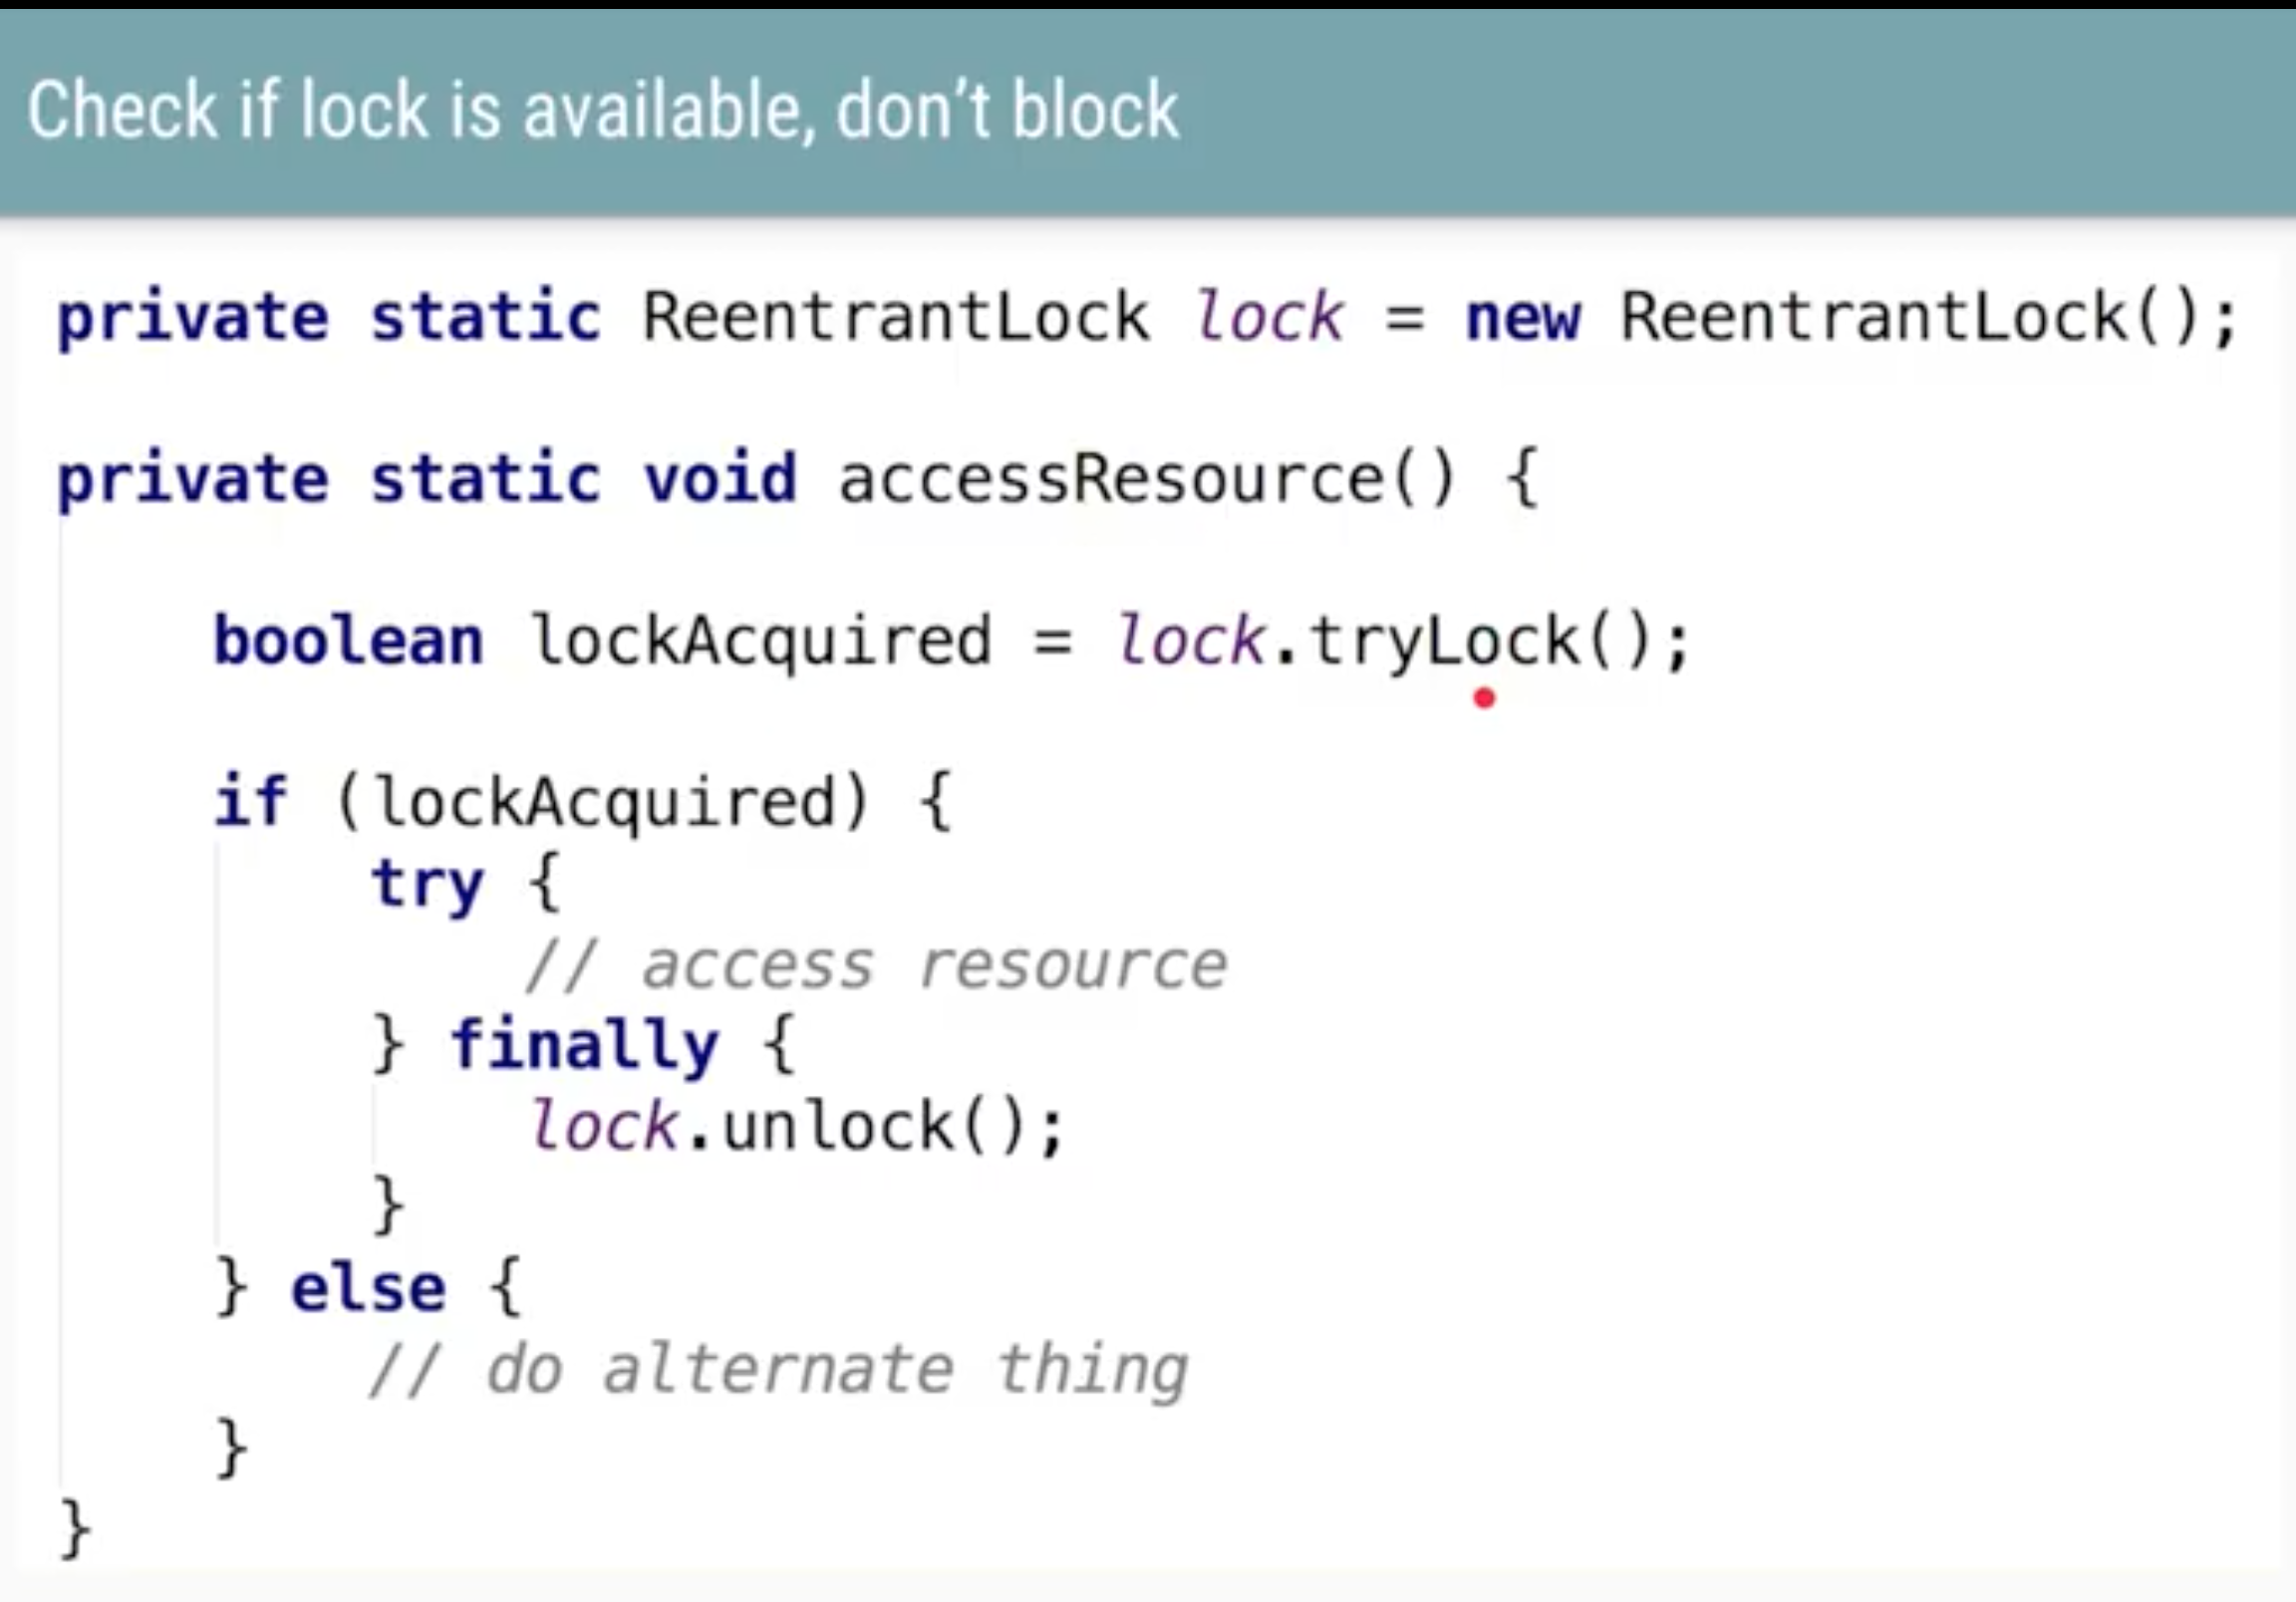 Check if lock is available, don’t block
private static ReentrantLock lock = new ReentrantLock();
private static void accessResource() {
boolean lockAcquired = lock.tryLock();
if (lockAcquired) {
try {
// access resource
} finally {
lock.unlock();
}
} else {
// do alternate thing
}
}